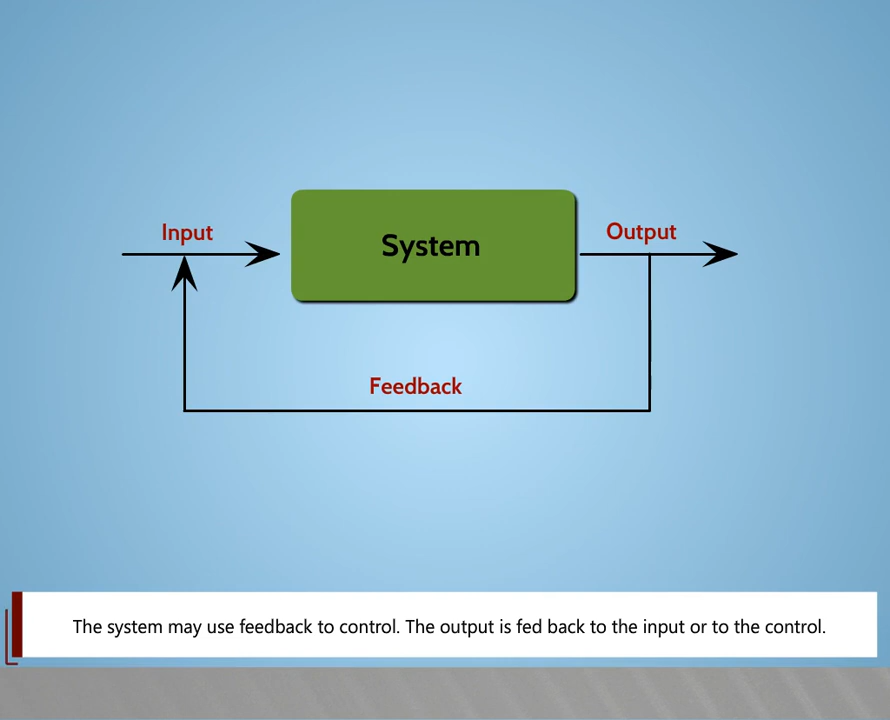 Input
System
Output
Feedback
The system may use feedback to control. The output is fed back to the input or to the control.